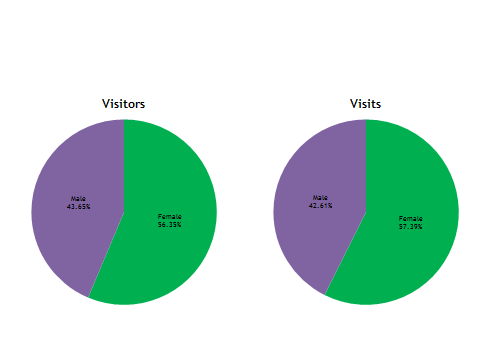 Visitors
Male
43.65%
Female
56.35%
Visits
Male
42.61%
Female
57.39%